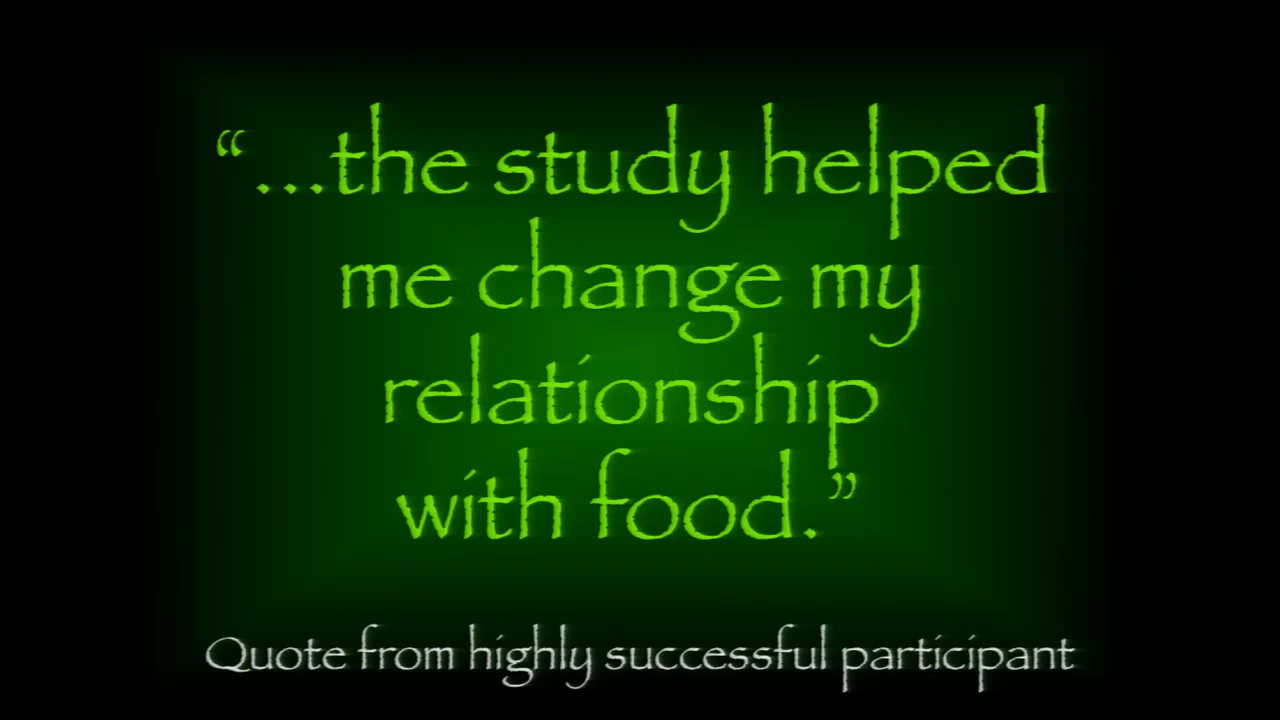 “...the study helped
me change my
relationship
with food.”
Quote from highly successful participant